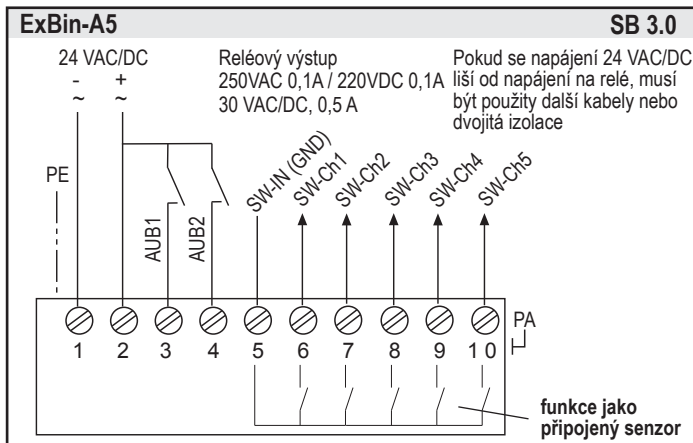 ExBin-A5
SB 3.0
24 VAC/DC
- +
~ ~
Reléový výstup
250VAC 0,1A / 220VDC 0,1A
30 VAC/DC, 0,5 A
Pokud se napájení 24 VAC/DC
liší od napájení na relé, musí
být použity další kabely nebo
dvojitá izolace
PE
AUB1
AUB2
SW-IN (GND)
SW-Ch1
SW-Ch2
SW-Ch3
SW-Ch4
SW-Ch5
PA
1 2 3 4 5 6 7 8 9 10
funkce jako
připojený senzor